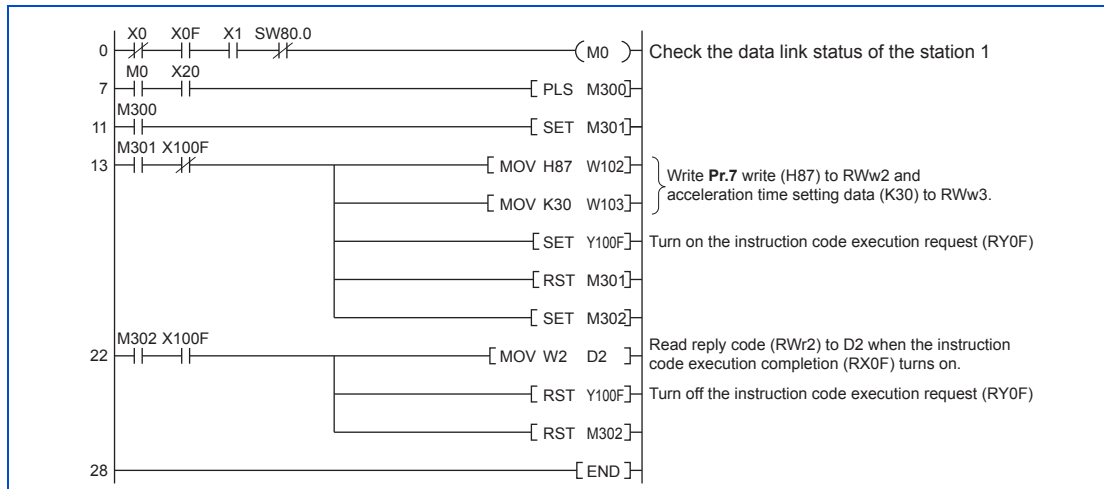 X0 X0F X1 SW80.0
0 M0 Check the data link status of the station 1
M0 X20
7 PLS M300
M300
11 SET M301
M301 X100F
13 MOV H87 W102
Write Pr.7 write (H87) to RWw2 and
acceleration time setting data (K30) to RWw3.
MOV K30 W103
SET Y100F Turn on the instruction code execution request (RY0F)
RST M301
SET M302
M302 X100F
22 MOV W2 D2
Read reply code (RWr2) to D2 when the instruction
code execution completion (RX0F) turns on.
RST Y100F Turn off the instruction code execution request (RY0F)
RST M302
28 END